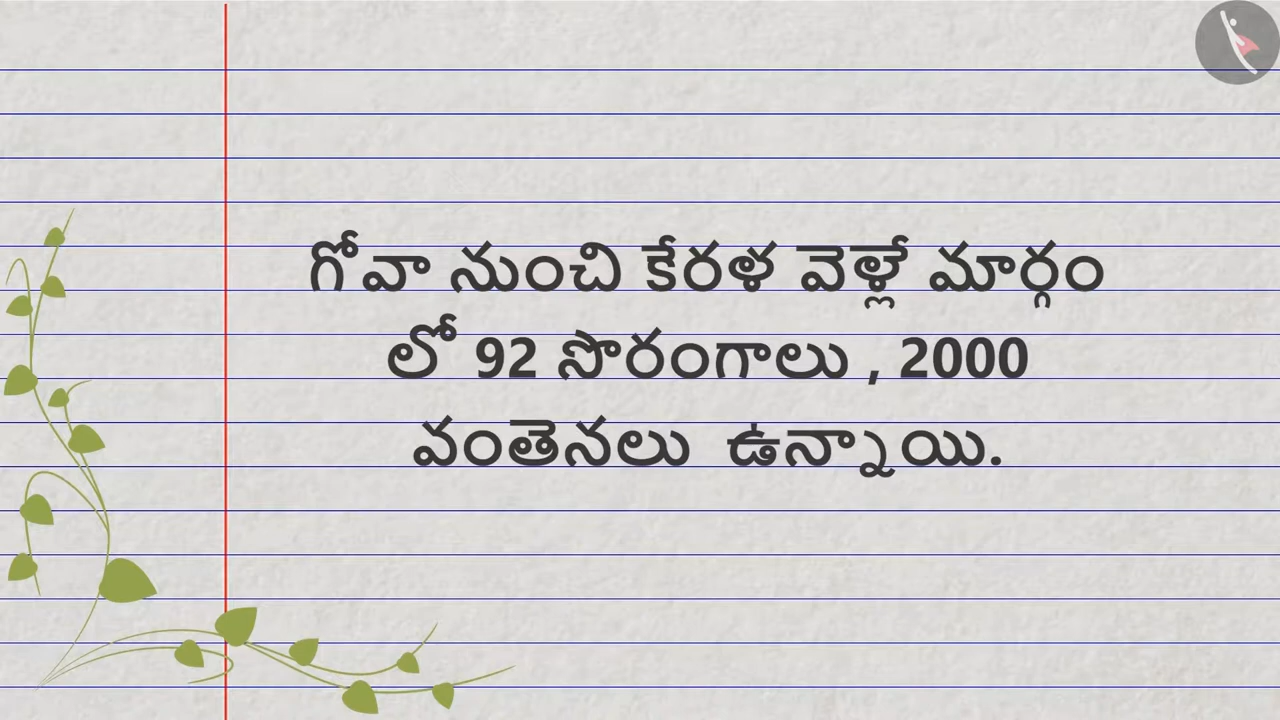 గోవా నుంచి కేరళ వెళ్లే మార్గం
లో 92 సొరంగాలు , 2000
వంతెనలు  ఉన్నాయి.